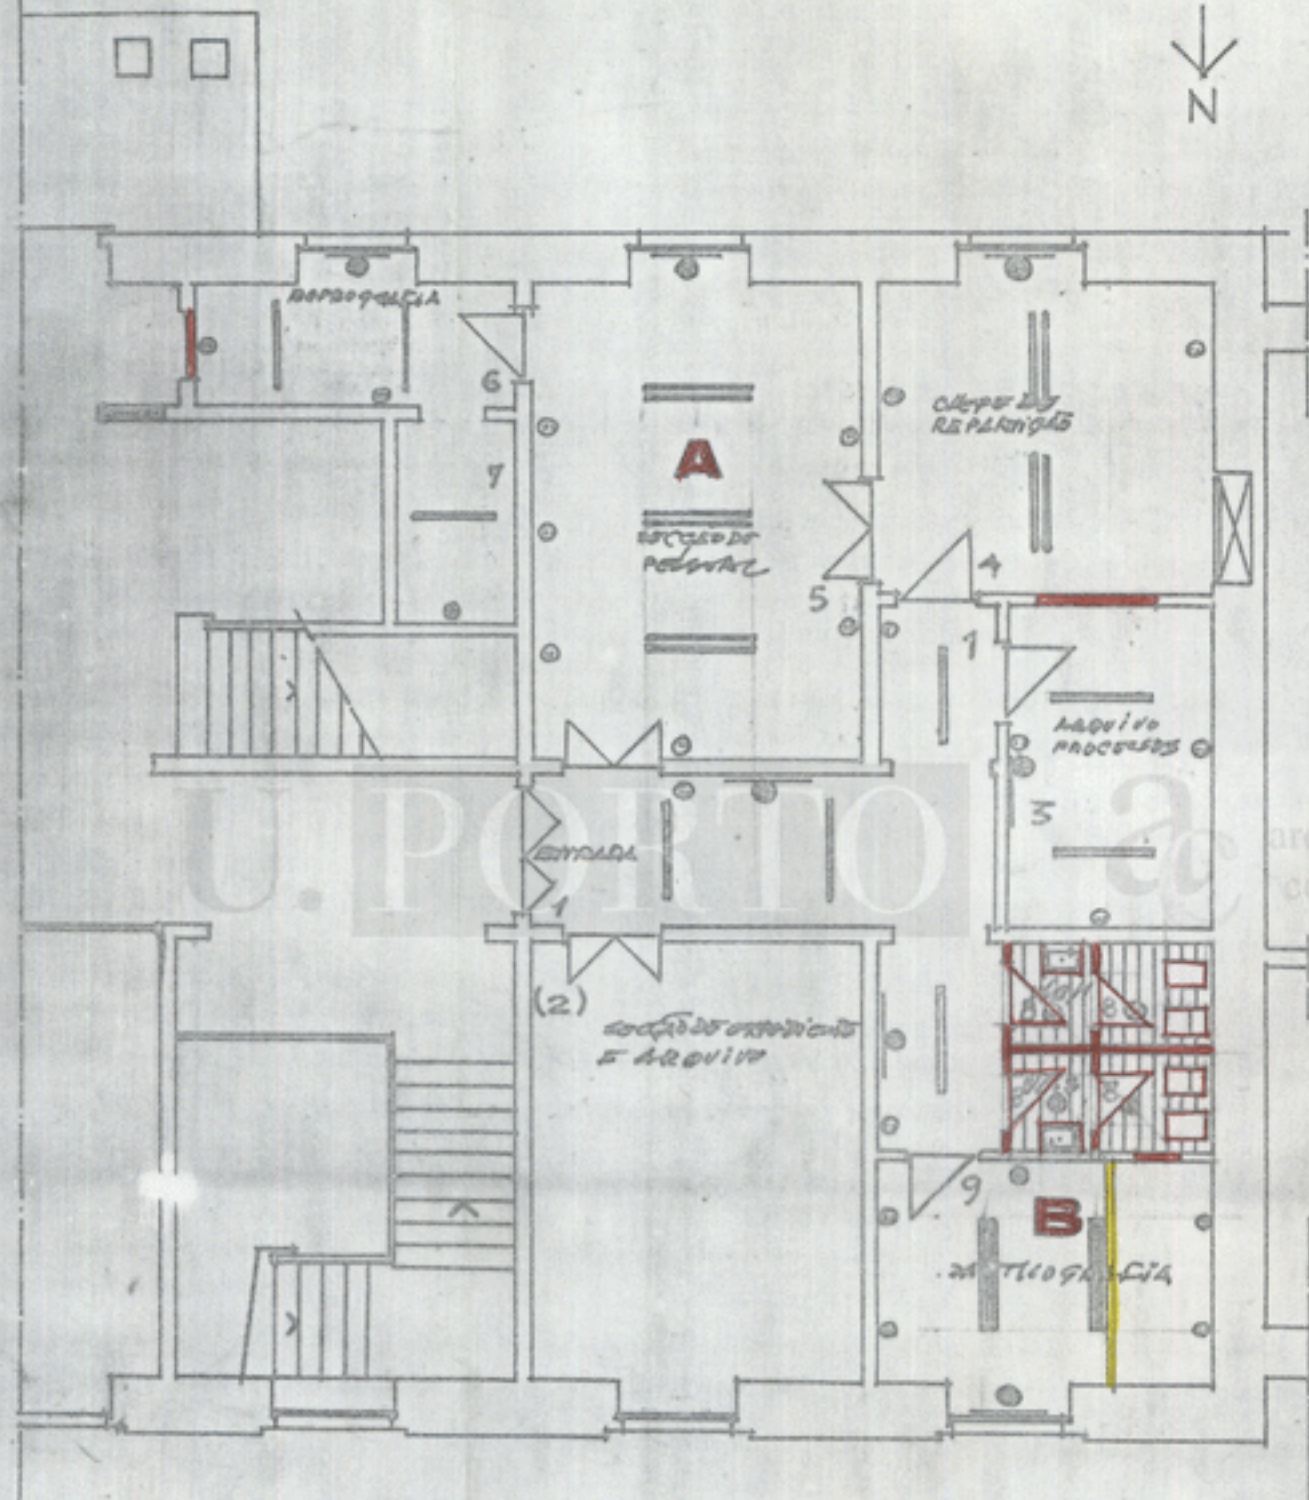 N
REPROGRAFIA
6
A
CHEFE DE
REPARTIÇÃO
7
SECÇÃO DO
PESSOAL
4
5
1
ARQUIVO
PROCESSOS
U. PORTO
a
3
ENTRADA
1
(2)
SECÇÃO DE EXPEDIENTE
E ARQUIVO
9
B